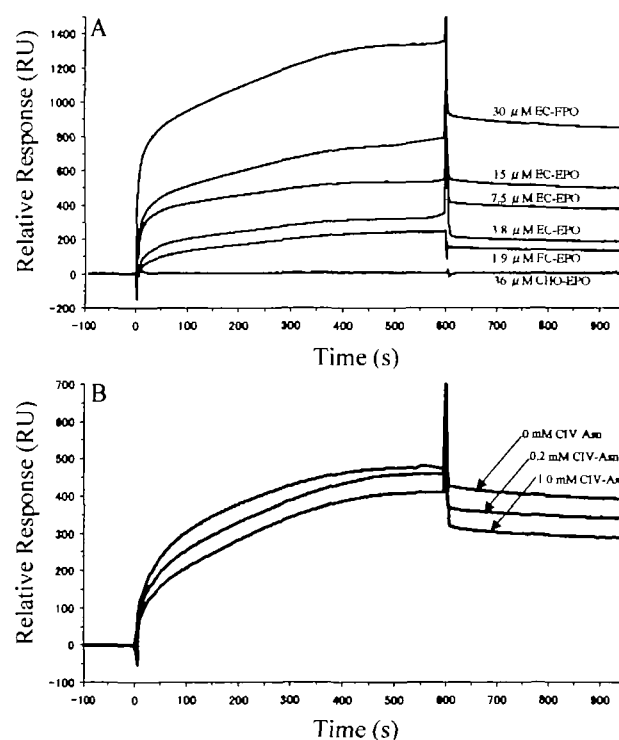 A
Relative Response (RU)
1400
1200
1000
800
600
400
200
0
-200
30 μM EC-EPO
15 μM EC-EPO
7.5 μM EC-EPO
3.8 μM EC-EPO
1.9 μM EC-EPO
36 μM CHO-EPO
-100 0 100 200 300 400 500 600 700 800 900
Time (s)
B
Relative Response (RU)
700
600
500
400
300
200
100
0
-100
0 mM CIV-Asn
0.2 mM CIV-Asn
1.0 mM CIV-As
-100 0 100 200 300 400 500 600 700 800 900
Time (s)